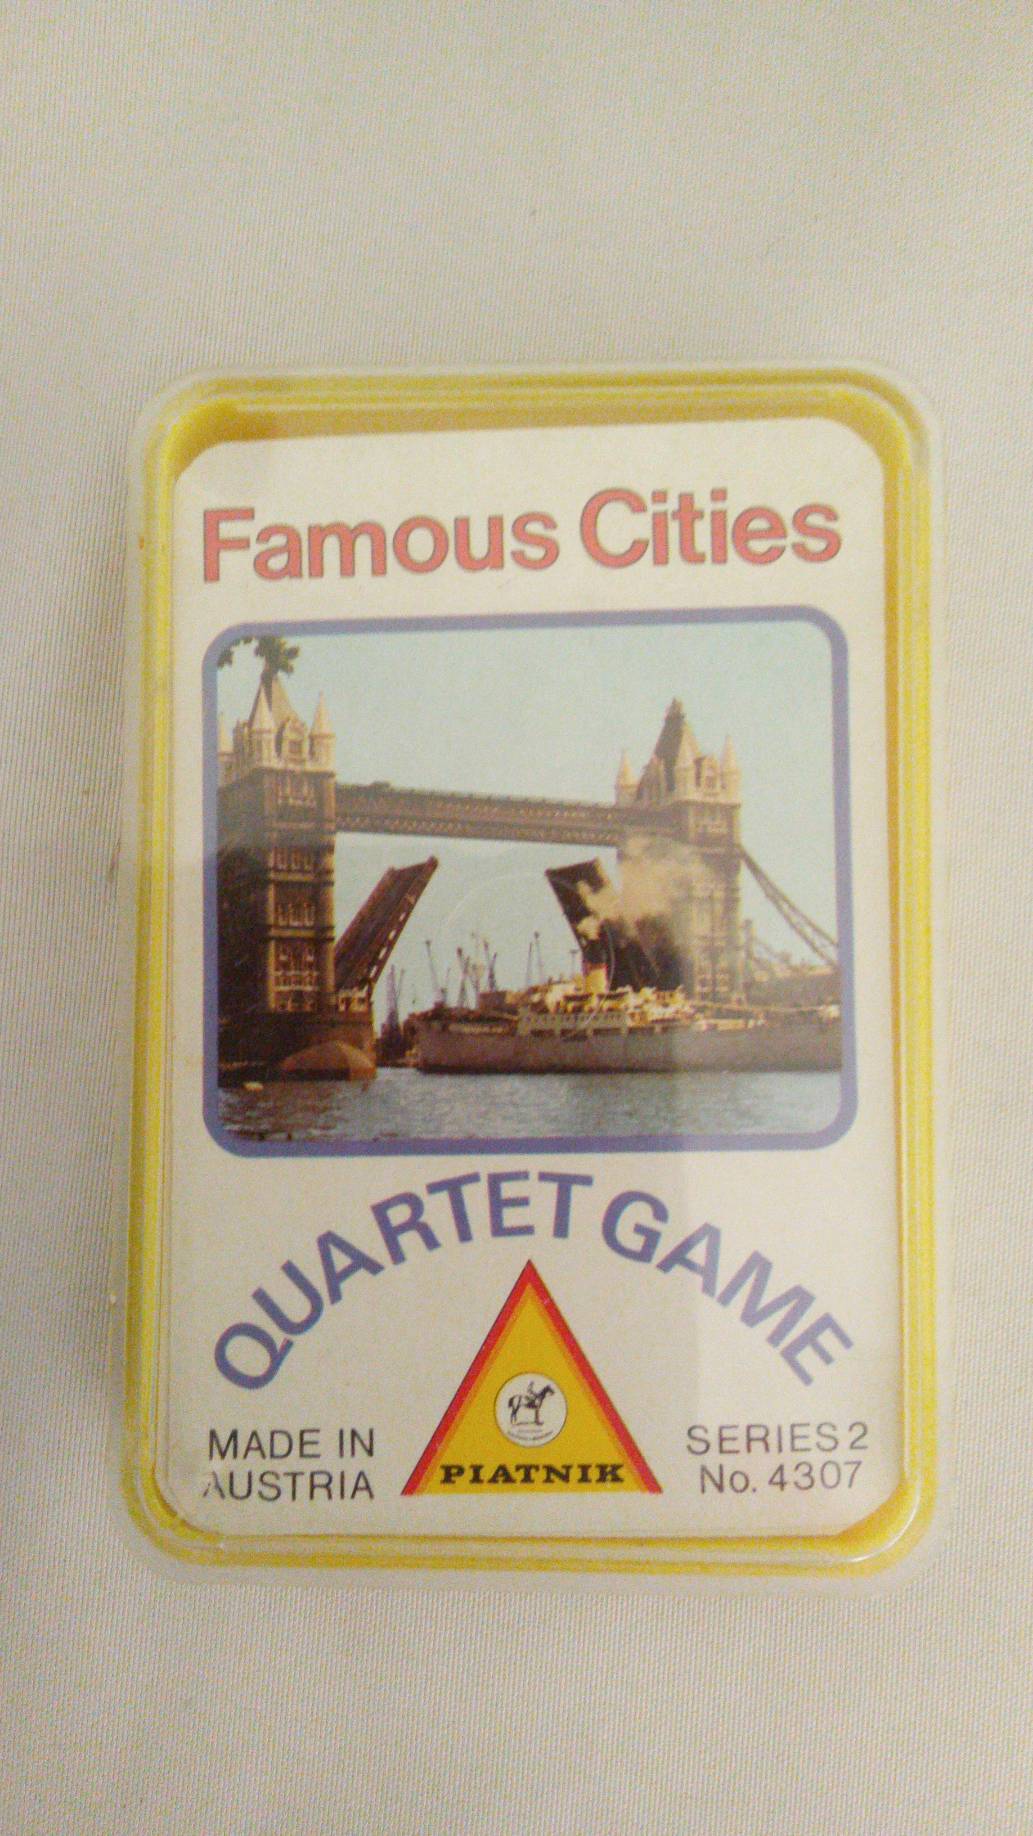 Famous Cities
QUARTET GAME
MADE IN
AUSTRIA
PIATNIK
SERIES 2
No. 4307